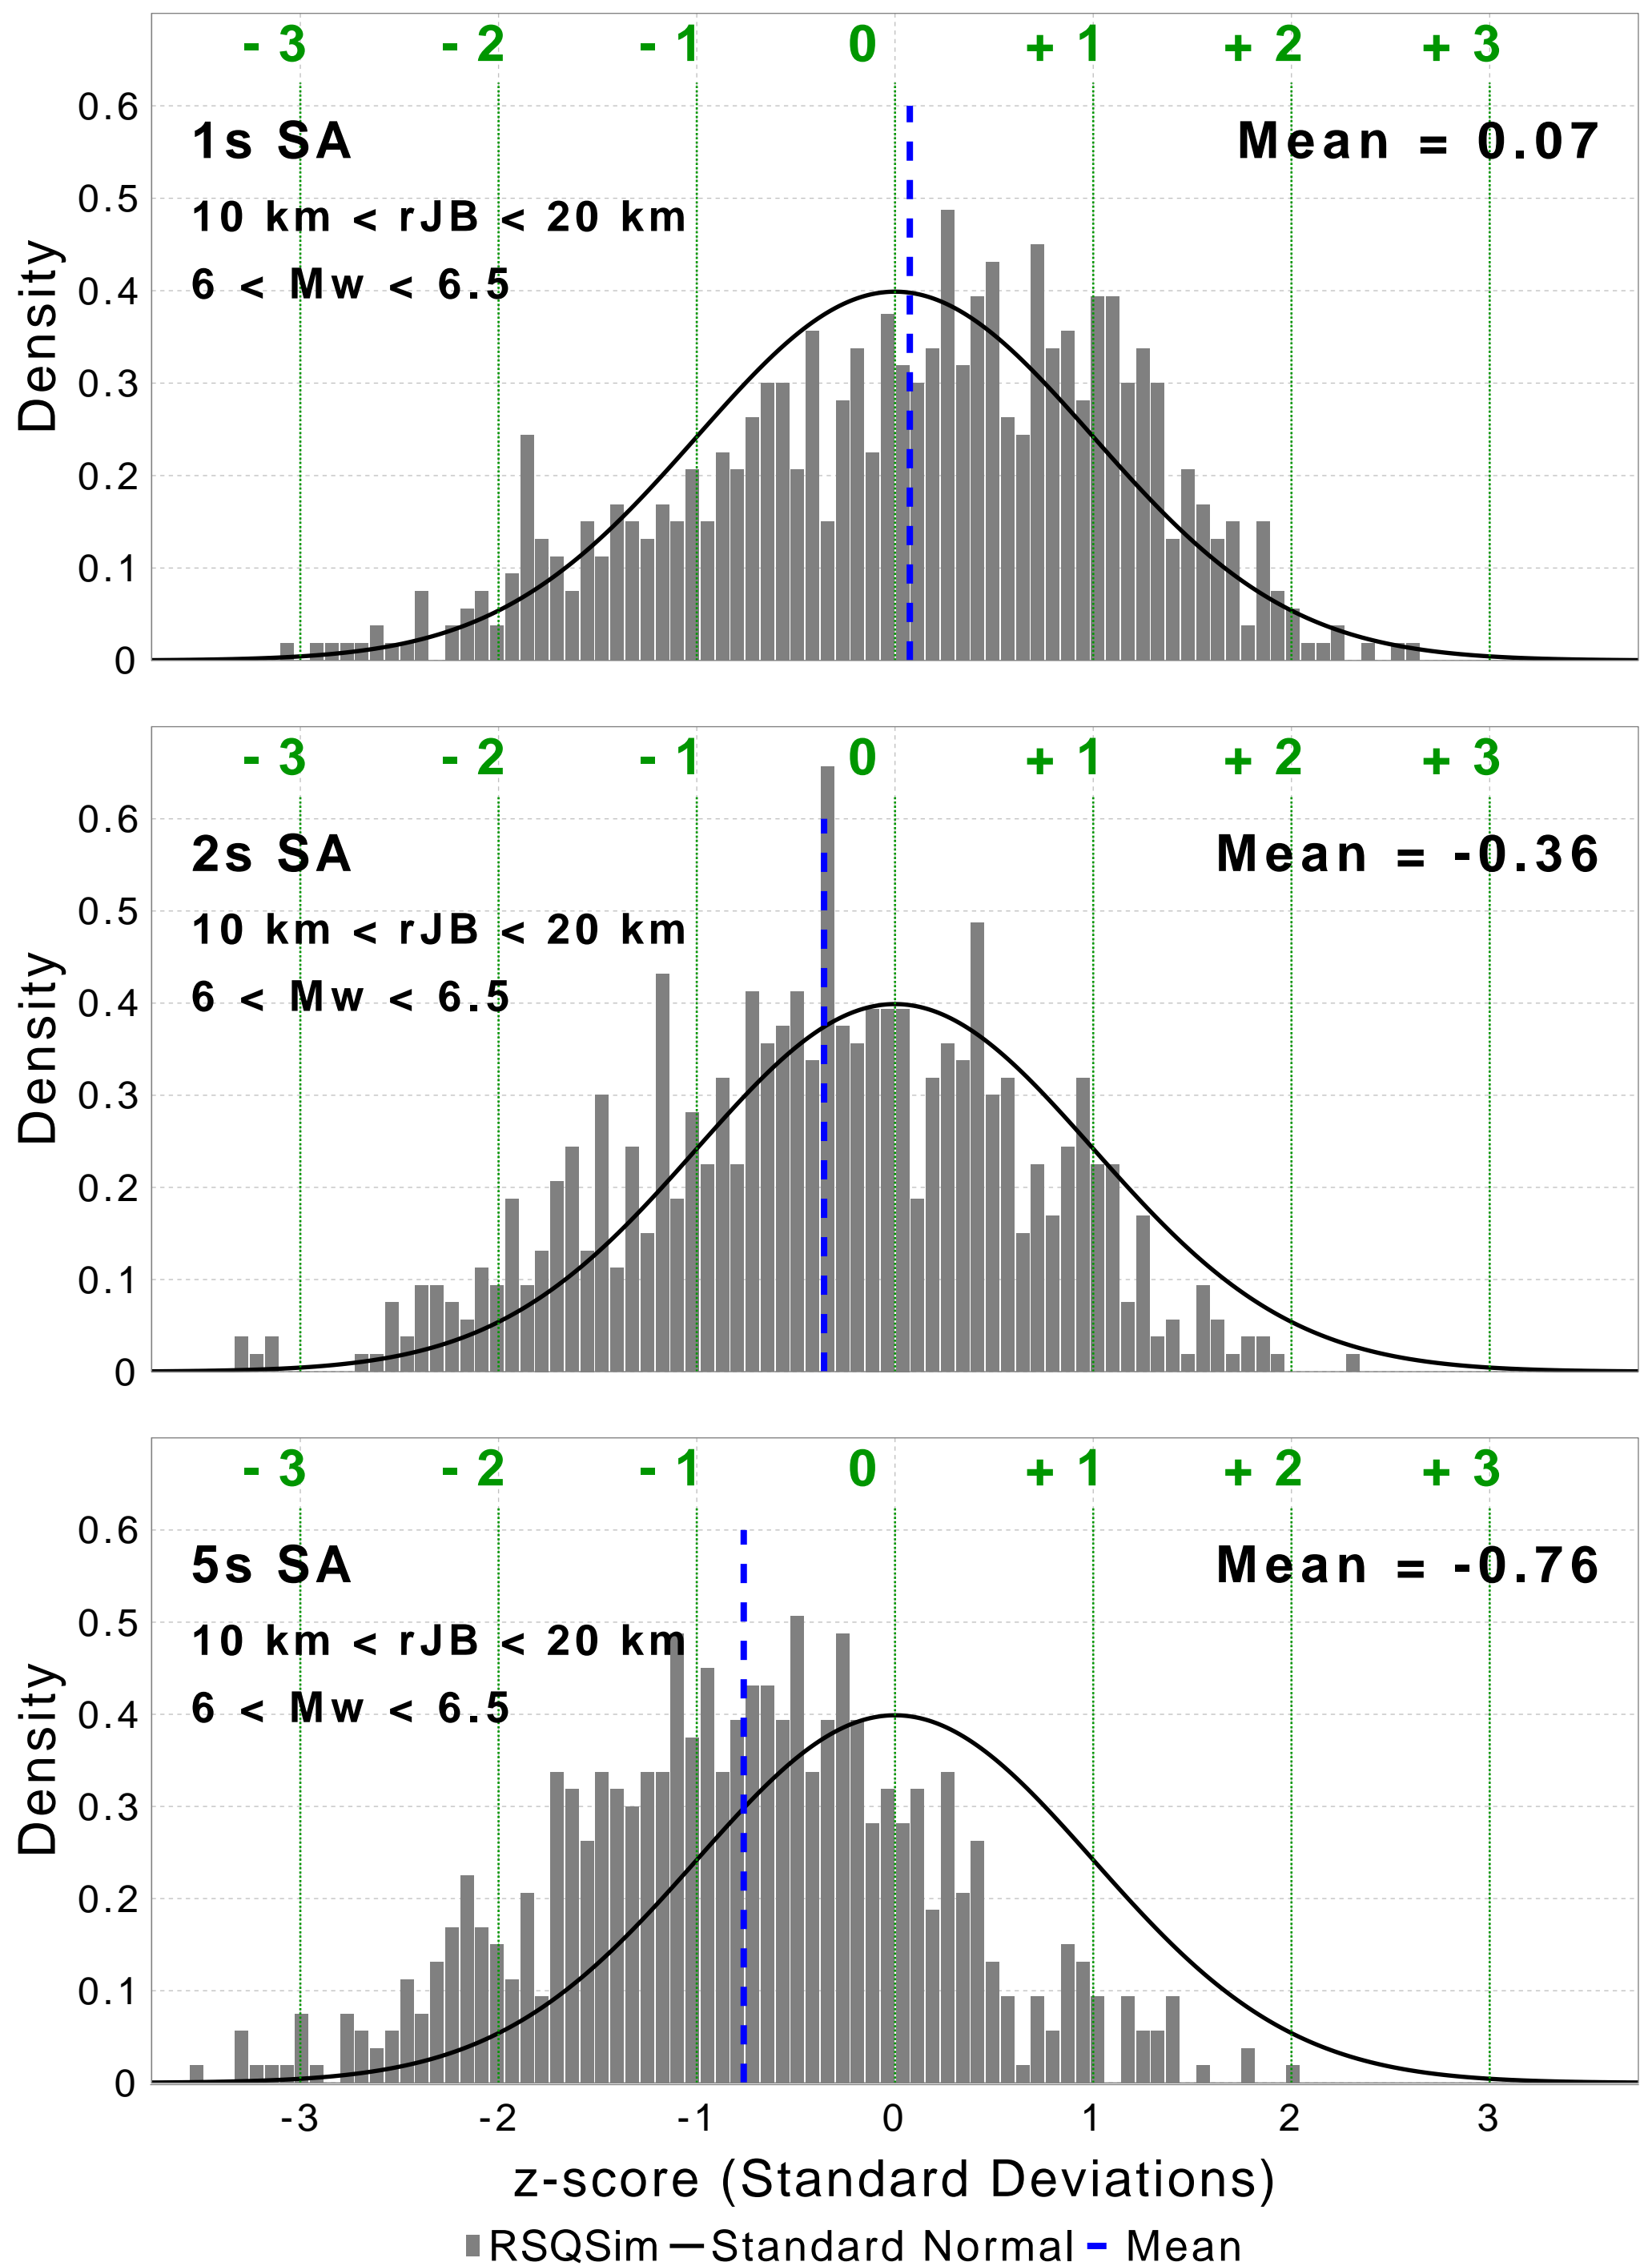 - 3 - 2 - 1 0 + 1 + 2 + 3
0.6
1s SA
Mean = 0.07
0.5
10 km < rJB < 20 km
6 < Mw < 6.5
0.4
0.3
0.2
0.1
0
Density
- 3 - 2 - 1 0 + 1 + 2 + 3
0.6
2s SA
Mean = -0.36
0.5
10 km < rJB < 20 km
6 < Mw < 6.5
0.4
0.3
0.2
0.1
0
Density
- 3 - 2 - 1 0 + 1 + 2 + 3
0.6
5s SA
Mean = -0.76
0.5
10 km < rJB < 20 km
6 < Mw < 6.5
0.4
0.3
0.2
0.1
0
Density
-3 -2 -1 0 1 2 3
z-score (Standard Deviations)
RSQSim Standard Normal Mean